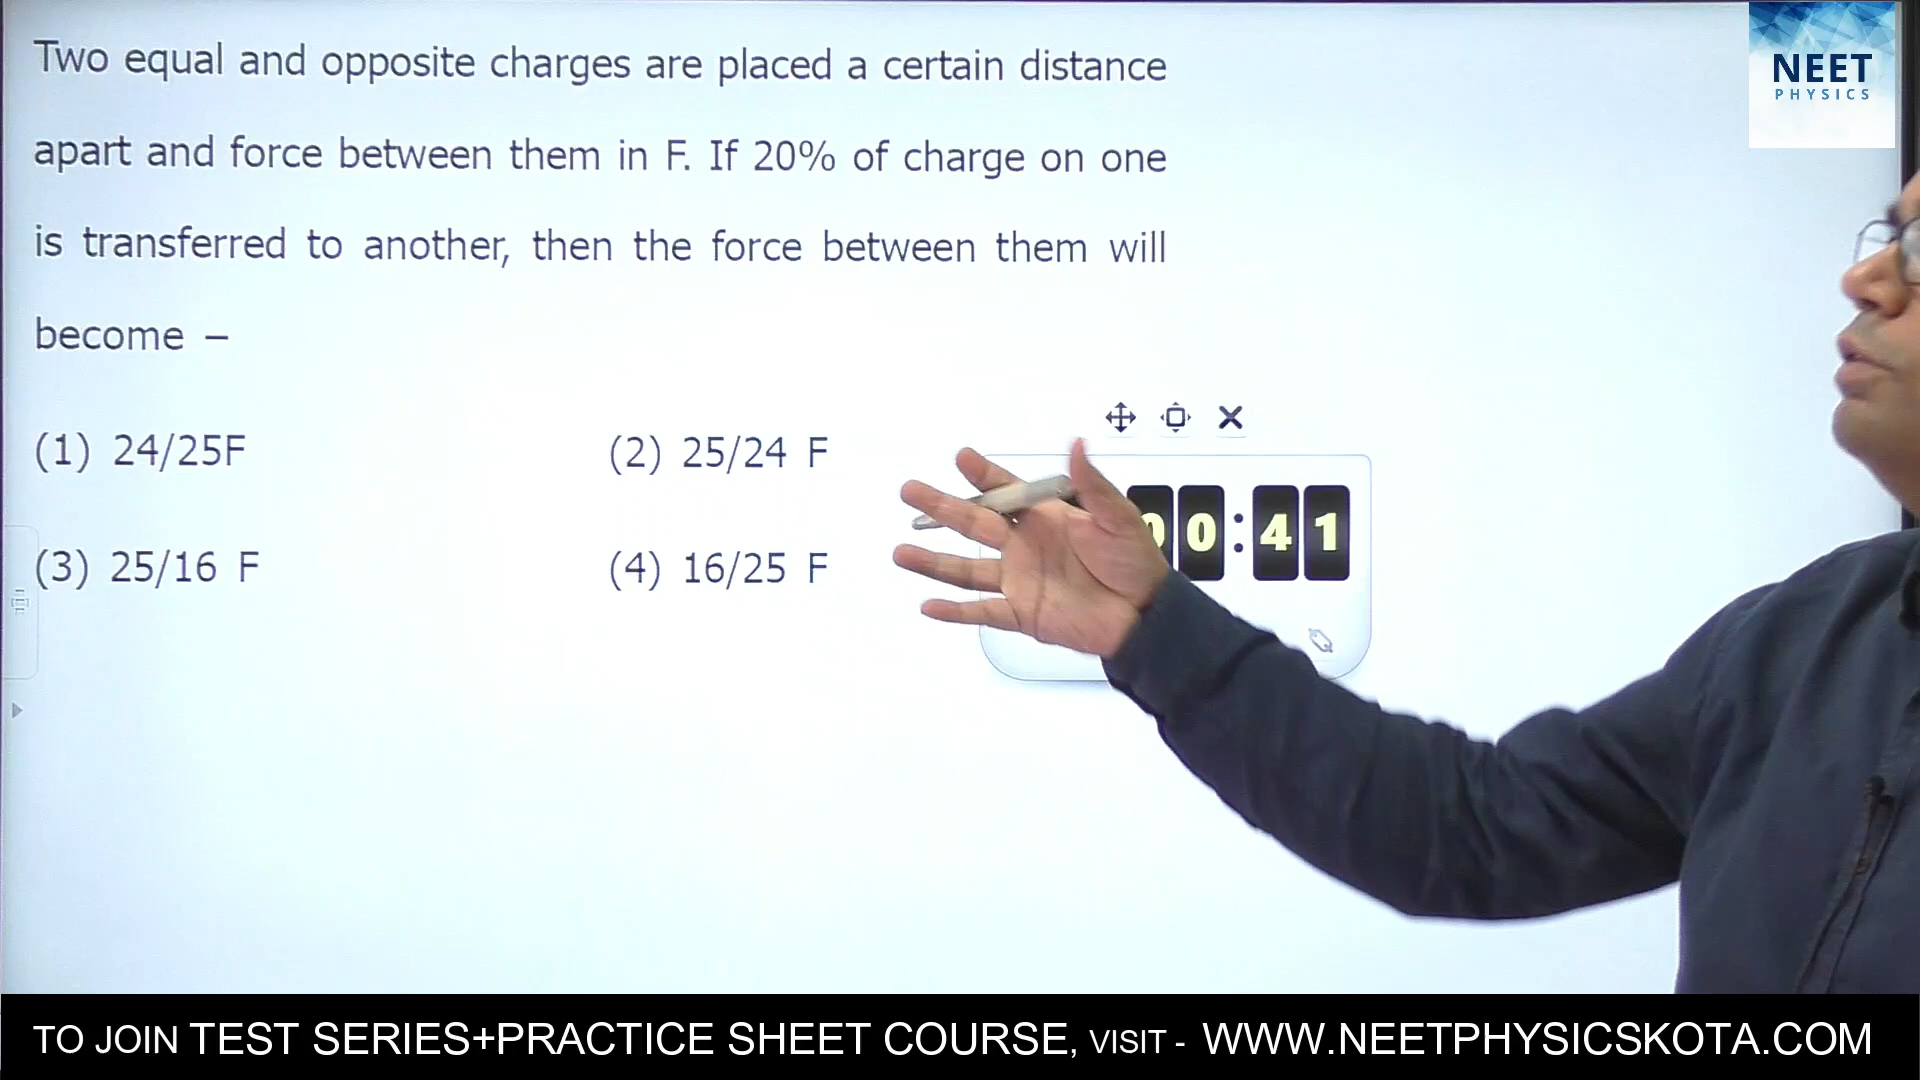 Two equal and opposite charges are placed a certain distance
apart and force between them in F. If 20% of charge on one
is transferred to another, then the force between them will
become –
(1) 24/25F (2) 25/24 F
(3) 25/16 F (4) 16/25 F
00:41
NEET
PHYSICS
TO JOIN TEST SERIES+PRACTICE SHEET COURSE, VISIT - WWW.NEETPHYSICSKOTA.COM